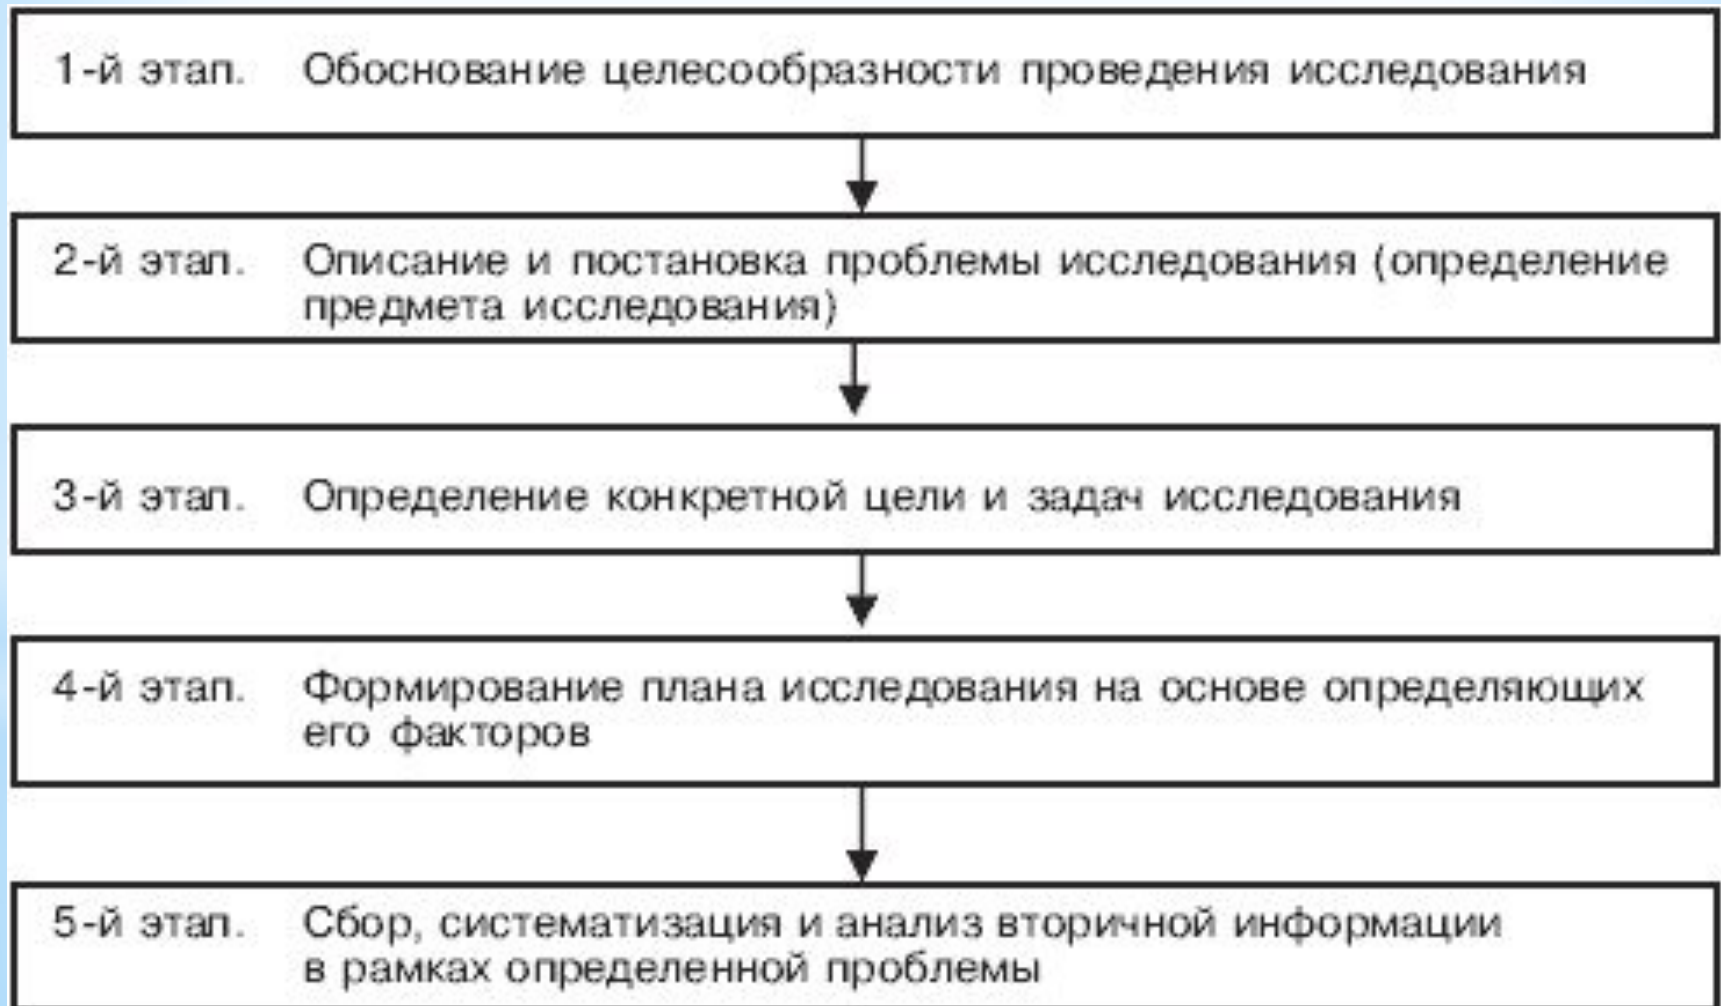 1-й этап. Обоснование целесообразности проведения исследования
2-й этап. Описание и постановка проблемы исследования (определение
предмета исследования)
3-й этап. Определение конкретной цели и задач исследования
4-й этап. Формирование плана исследования на основе определяющих
его факторов
5-й этап. Сбор, систематизация и анализ вторичной информации
в рамках определенной проблемы